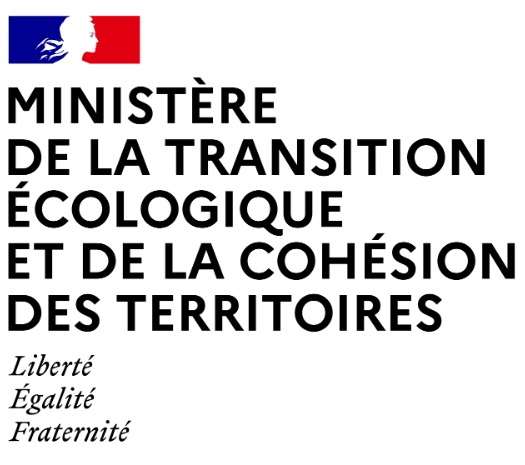 MINISTÈRE
DE LA TRANSITION
ÉCOLOGIQUE
ET DE LA COHÉSION
DES TERRITOIRES
Liberté
Égalité
Fraternité